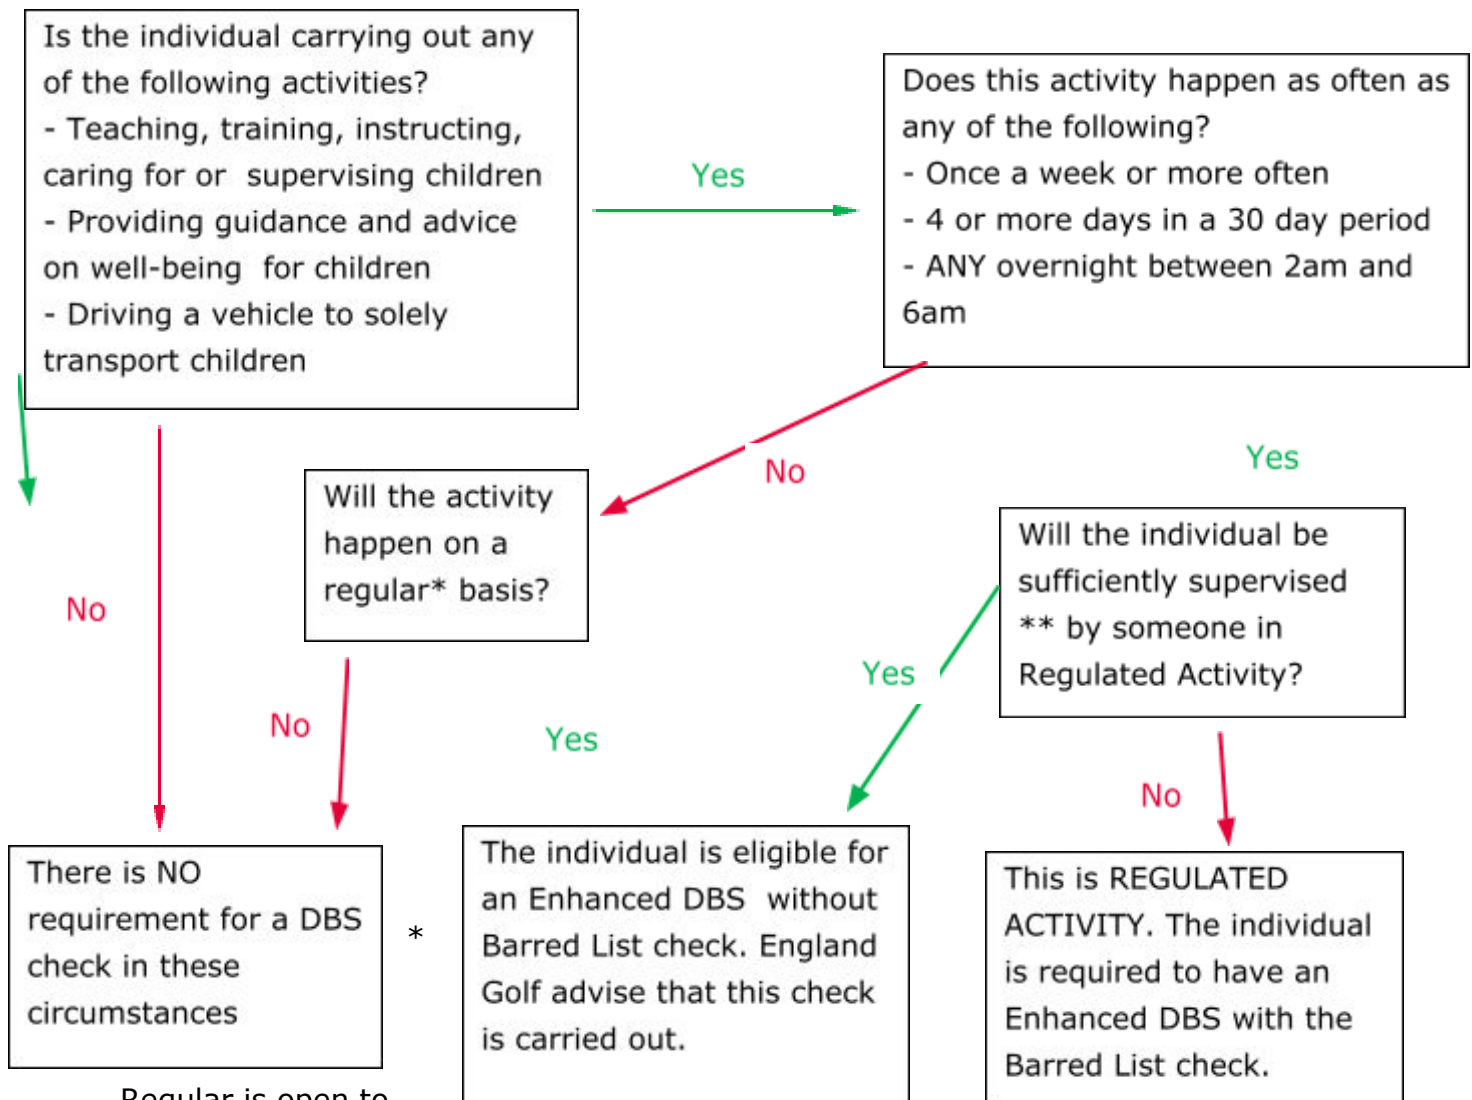 Is the individual carrying out any
of the following activities?
- Teaching, training, instructing,
caring for or supervising children
- Providing guidance and advice
on well-being for children
- Driving a vehicle to solely
transport children
Yes
Does this activity happen as often as
any of the following?
- Once a week or more often
- 4 or more days in a 30 day period
- ANY overnight between 2am and
6am
No
Yes
Will the activity
happen on a
regular* basis?
Will the individual be
sufficiently supervised
** by someone in
Regulated Activity?
No
Yes
No
Yes
No
There is NO
requirement for a DBS
check in these
circumstances
*
The individual is eligible for
an Enhanced DBS without
Barred List check. England
Golf advise that this check
is carried out.
This is REGULATED
ACTIVITY. The individual
is required to have an
Enhanced DBS with the
Barred List check.
Regular is open to